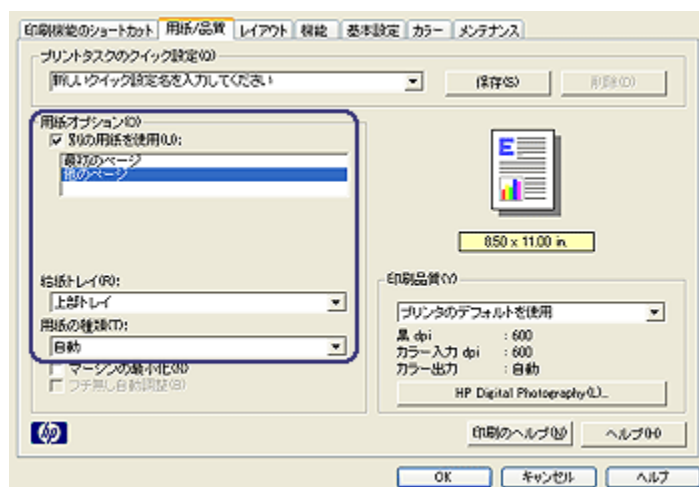 印刷機能のショートカット 用紙/品質 レイアウト 機能 基本設定 カラー メンテナンス
プリントタスクのクイック設定(Q)
新しいクイック設定名を入力してください 保存(S) 削除(D)
用紙オプション(O)
別の用紙を使用(U):
最初のページ
他のページ
8.50 × 11.00 in.
給紙トレイ(R):
上部トレイ
用紙の種類(T):
自動
マージンの最小化(N)
フチ無し自動調整(B)
印刷品質(Y)
プリンタのデフォルトを使用
黒 dpi : 600
カラー入力 dpi : 600
カラー出力 : 自動
HP Digital Photography(L)...
hp
印刷のヘルプ(W) ヘルプ(H)
OK キャンセル ヘルプ